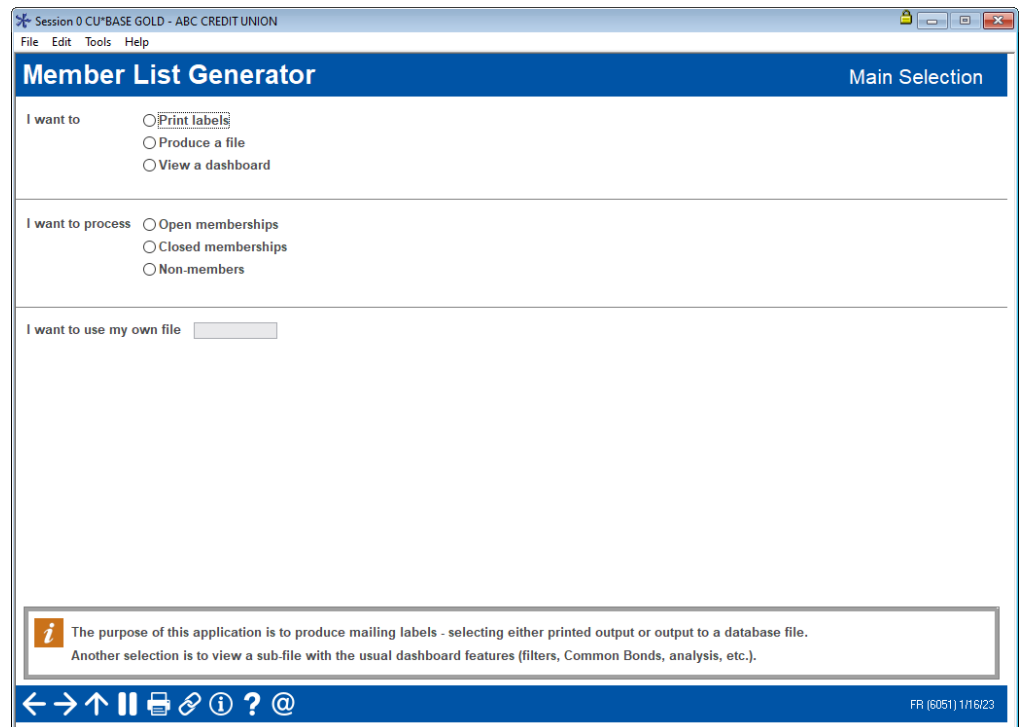 Session 0 CU*BASE GOLD - ABC CREDIT UNION
File Edit Tools Help
Member List Generator Main Selection
I want to Print labels
Produce a file
View a dashboard
I want to process Open memberships
Closed memberships
Non-members
I want to use my own file
i The purpose of this application is to produce mailing labels - selecting either printed output or output to a database file.
Another selection is to view a sub-file with the usual dashboard features (filters, Common Bonds, analysis, etc.).
i ? @ FR (6051) 1/16/23